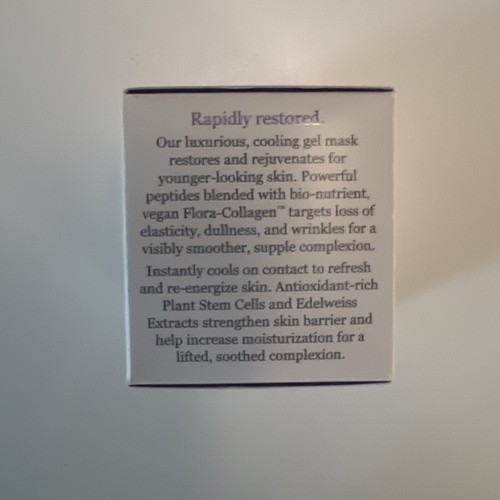 Rapidly restored.
Our luxurious, cooling gel mask
restores and rejuvenates for
younger-looking skin. Powerful
peptides blended with bio-nutrient,
vegan Flora-Collagen™ targets loss of
elasticity, dullness, and wrinkles for a
visibly smoother, supple complexion.
Instantly cools on contact to refresh
and re-energize skin. Antioxidant-rich
Plant Stem Cells and Edelweiss
Extracts strengthen skin barrier and
help increase moisturization for a
lifted, soothed complexion.